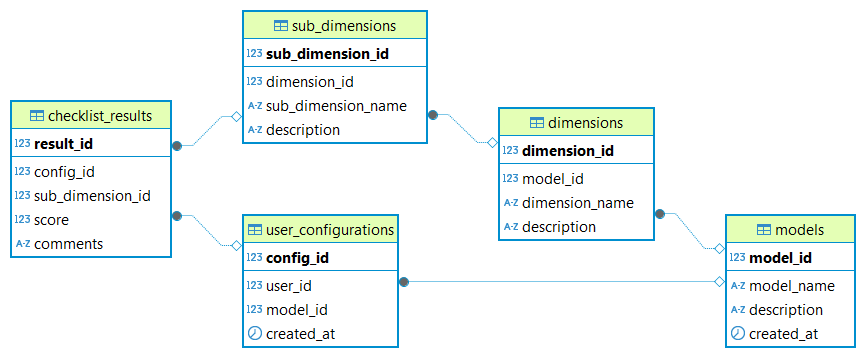 sub_dimensions
123 sub_dimension_id
123 dimension_id
A-Z sub_dimension_name
A-Z description
checklist_results
123 result_id
123 config_id
123 sub_dimension_id
123 score
A-Z comments
dimensions
123 dimension_id
123 model_id
A-Z dimension_name
A-Z description
user_configurations
123 config_id
123 user_id
123 model_id
created_at
models
123 model_id
A-Z model_name
A-Z description
created_at